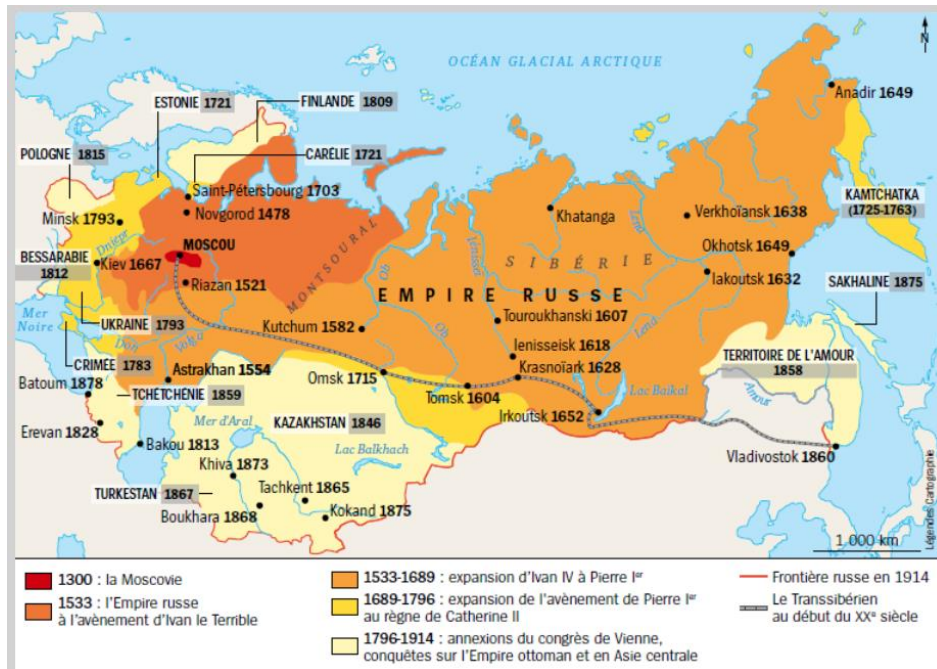 OCÉAN GLACIAL ARCTIQUE
N
Anadir 1649
ESTONIE 1721
FINLANDE 1809
POLOGNE 1815
CARÉLIE 1721
Saint-Pétersbourg 1703
KAMTCHATKA
(1725-1763)
Minsk 1793
Novgorod 1478
Khatanga
Léna
Verkhoïansk 1638
MONTS OURAL
Dniepr
MOSCOU
Okhotsk 1649
BESSARABIE
1812
Kiev 1667
Ob
Iénisseï
SIBÉRIE
Iakoutsk 1632
SAKHALINE 1875
Riazan 1521
EMPIRE RUSSE
Mer
Noire
UKRAINE 1793
Kutchum 1582
Touroukhanski 1607
Don
Volga
Ob
Léna
CRIMÉE 1783
Ienisseisk 1618
TERRITOIRE DE L'AMOUR
1858
Astrakhan 1554
Omsk 1715
Krasnoïark 1628
Batoum 1878
TCHÉTCHÉNIE 1859
Tomsk 1604
Lac Baïkal
Amour
Mer d'Aral
KAZAKHSTAN 1846
Irkoutsk 1652
Erevan 1828
Bakou 1813
Lac Balkhach
Vladivostok 1860
Khiva 1873
Tachkent 1865
TURKESTAN 1867
Boukhara 1868
Kokand 1875
1 000 km
Légendes Cartographie
1300 : la Moscovie
1533 : l'Empire russe
à l'avènement d'Ivan le Terrible
1533-1689 : expansion d'Ivan IV à Pierre Ier
1689-1796 : expansion de l'avènement de Pierre Ier
au règne de Catherine II
1796-1914 : annexions du congrès de Vienne,
conquêtes sur l'Empire ottoman et en Asie centrale
Frontière russe en 1914
Le Transsibérien
au début du XXe siècle